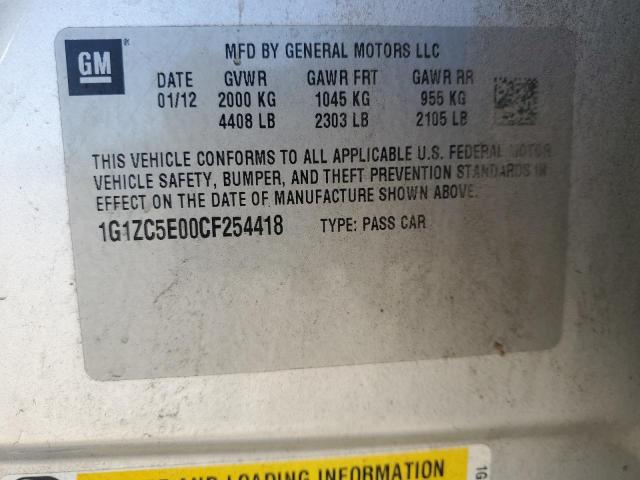 GM
MFD BY GENERAL MOTORS LLC
DATE GVWR GAWR FRT GAWR RR
01/12 2000 KG 1045 KG 955 KG
4408 LB 2303 LB 2105 LB
THIS VEHICLE CONFORMS TO ALL APPLICABLE U.S. FEDERAL MOTOR
VEHICLE SAFETY, BUMPER, AND THEFT PREVENTION STANDARDS IN
EFFECT ON THE DATE OF MANUFACTURE SHOWN ABOVE.
1G1ZC5E00CF254418 TYPE: PASS CAR
AND LOADING INFORMATION
1G